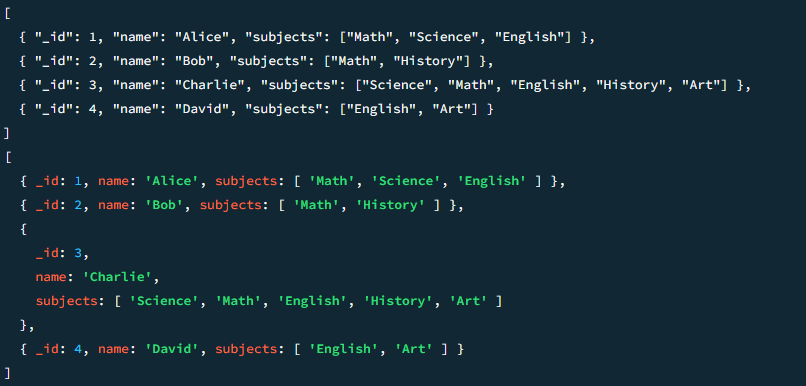 [
  { "_id": 1, "name": "Alice", "subjects": ["Math", "Science", "English"] },
  { "_id": 2, "name": "Bob", "subjects": ["Math", "History"] },
  { "_id": 3, "name": "Charlie", "subjects": ["Science", "Math", "English", "History", "Art"] },
  { "_id": 4, "name": "David", "subjects": ["English", "Art"] }
]
[
  { _id: 1, name: 'Alice', subjects: [ 'Math', 'Science', 'English' ] },
  { _id: 2, name: 'Bob', subjects: [ 'Math', 'History' ] },
  {
    _id: 3,
    name: 'Charlie',
    subjects: [ 'Science', 'Math', 'English', 'History', 'Art' ]
  },
  { _id: 4, name: 'David', subjects: [ 'English', 'Art' ] }
]